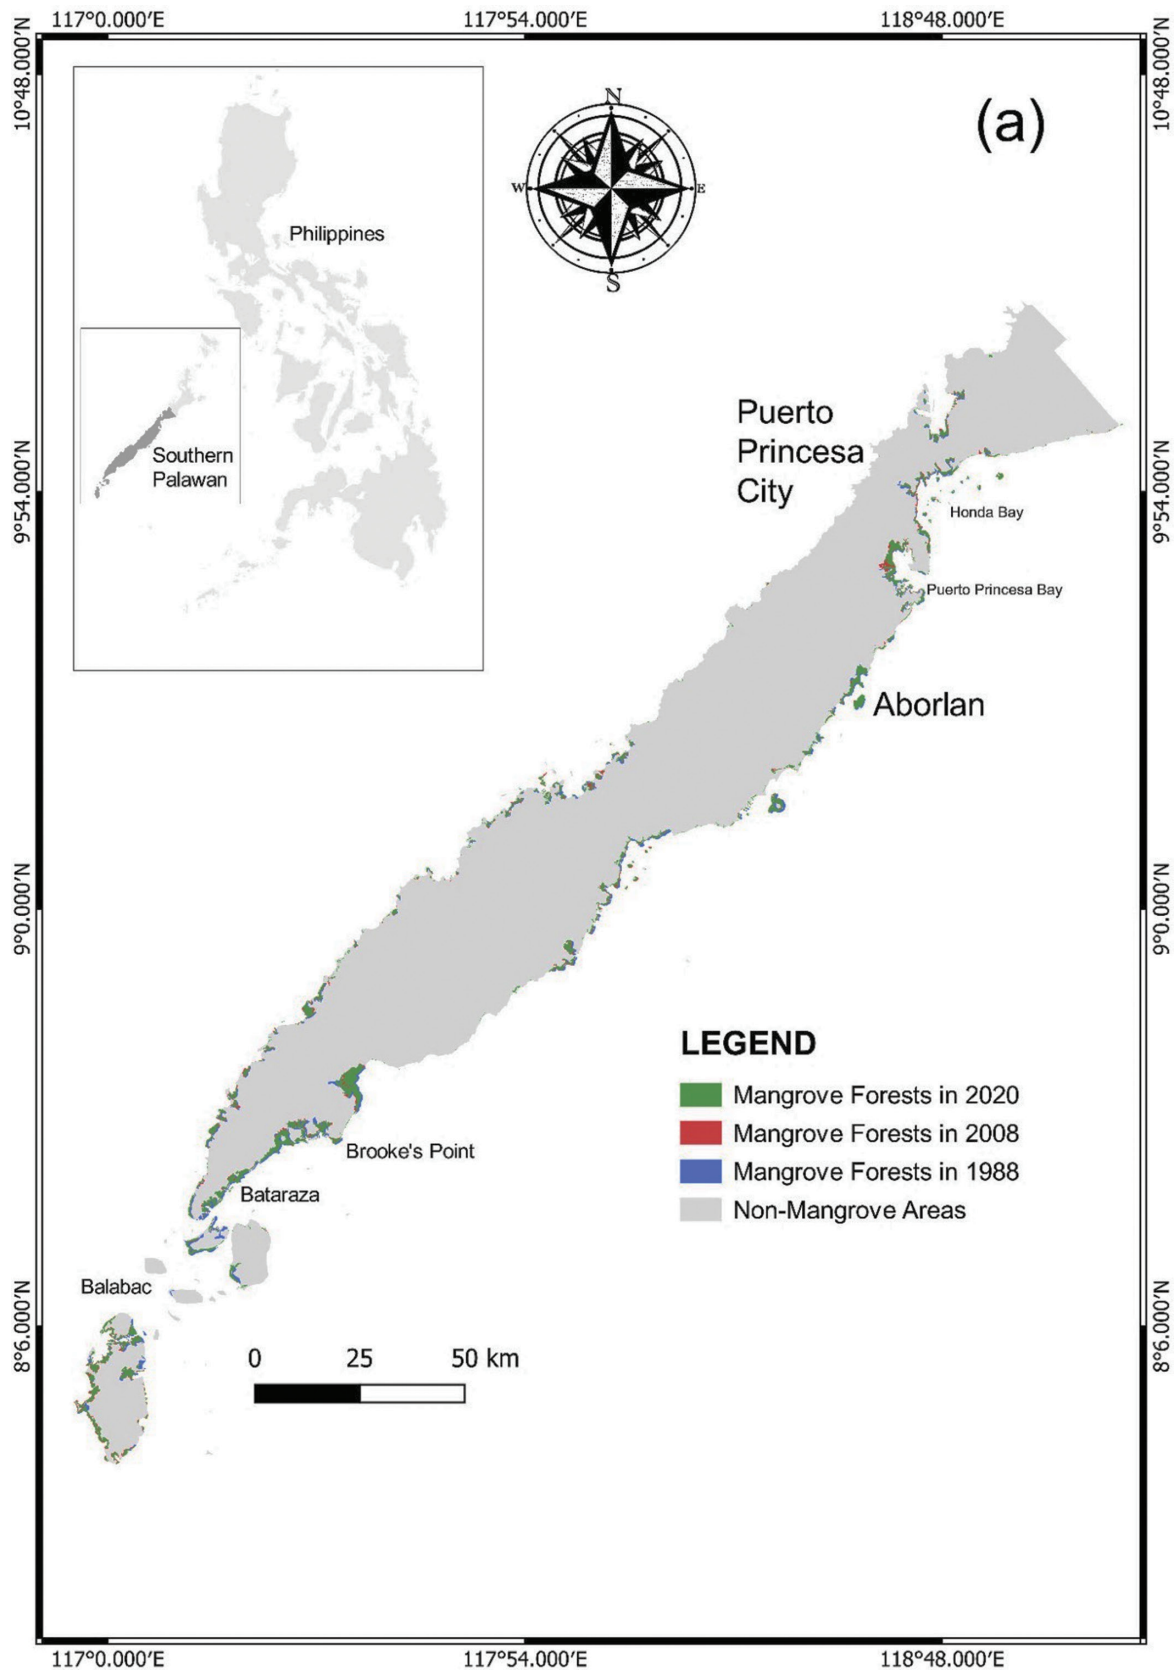 117°0.000′E
117°54.000′E
118°48.000′E
10°48.000′N
10°48.000′N
N
W
E
S
(a)
Philippines
Southern
Palawan
Puerto
Princesa
City
9°54.000′N
9°54.000′N
Honda Bay
Puerto Princesa Bay
Aborlan
9°0.000′N
9°0.000′N
LEGEND
Mangrove Forests in 2020
Mangrove Forests in 2008
Mangrove Forests in 1988
Non-Mangrove Areas
Brooke's Point
Bataraza
Balabac
8°6.000′N
8°6.000′N
0 25 50 km
117°0.000′E
117°54.000′E
118°48.000′E